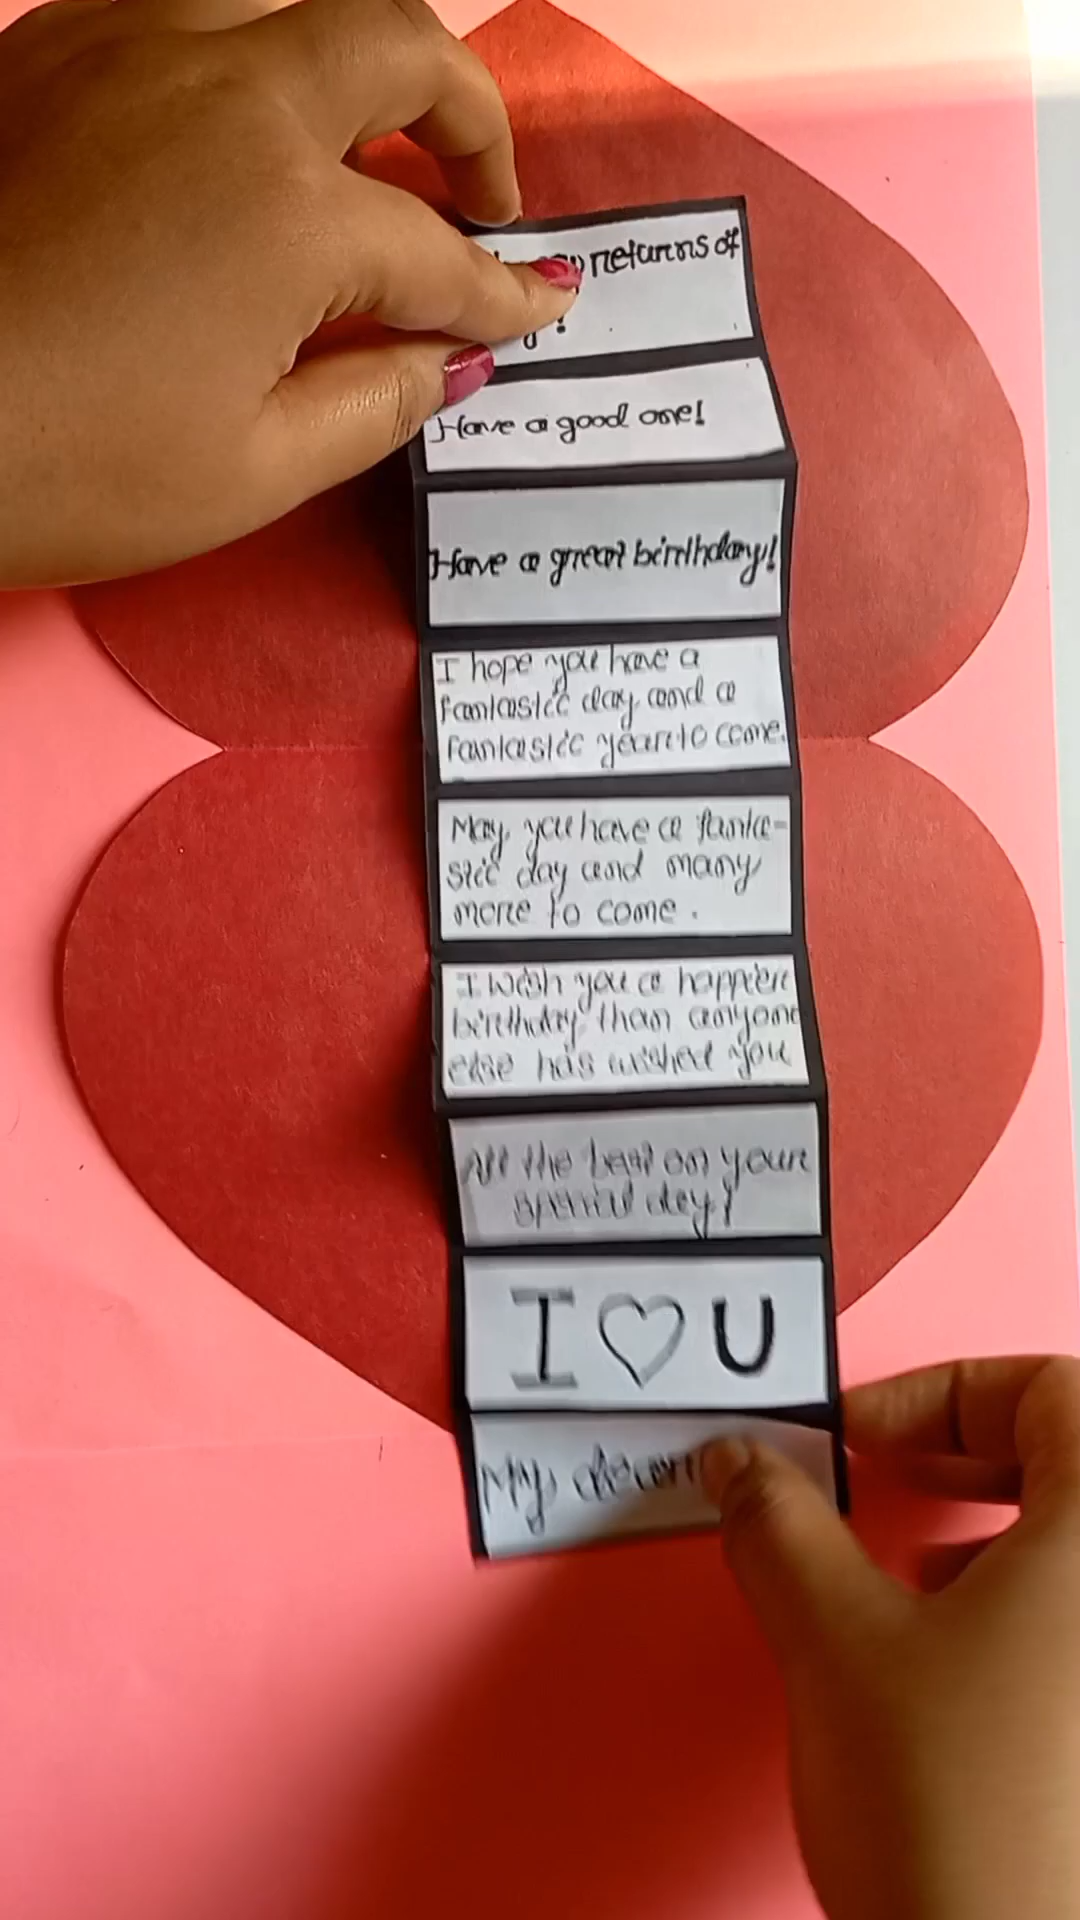 returns of
!
Have a good one!
Have a great birthday!
I hope you have a
fantastic day and a
fantastic year to come.
May you have a fanta-
stic day and many
more to come.
I wish you a happier
birthday than anyone
else has wished you
All the best on your
special day!
I ♡ U
My